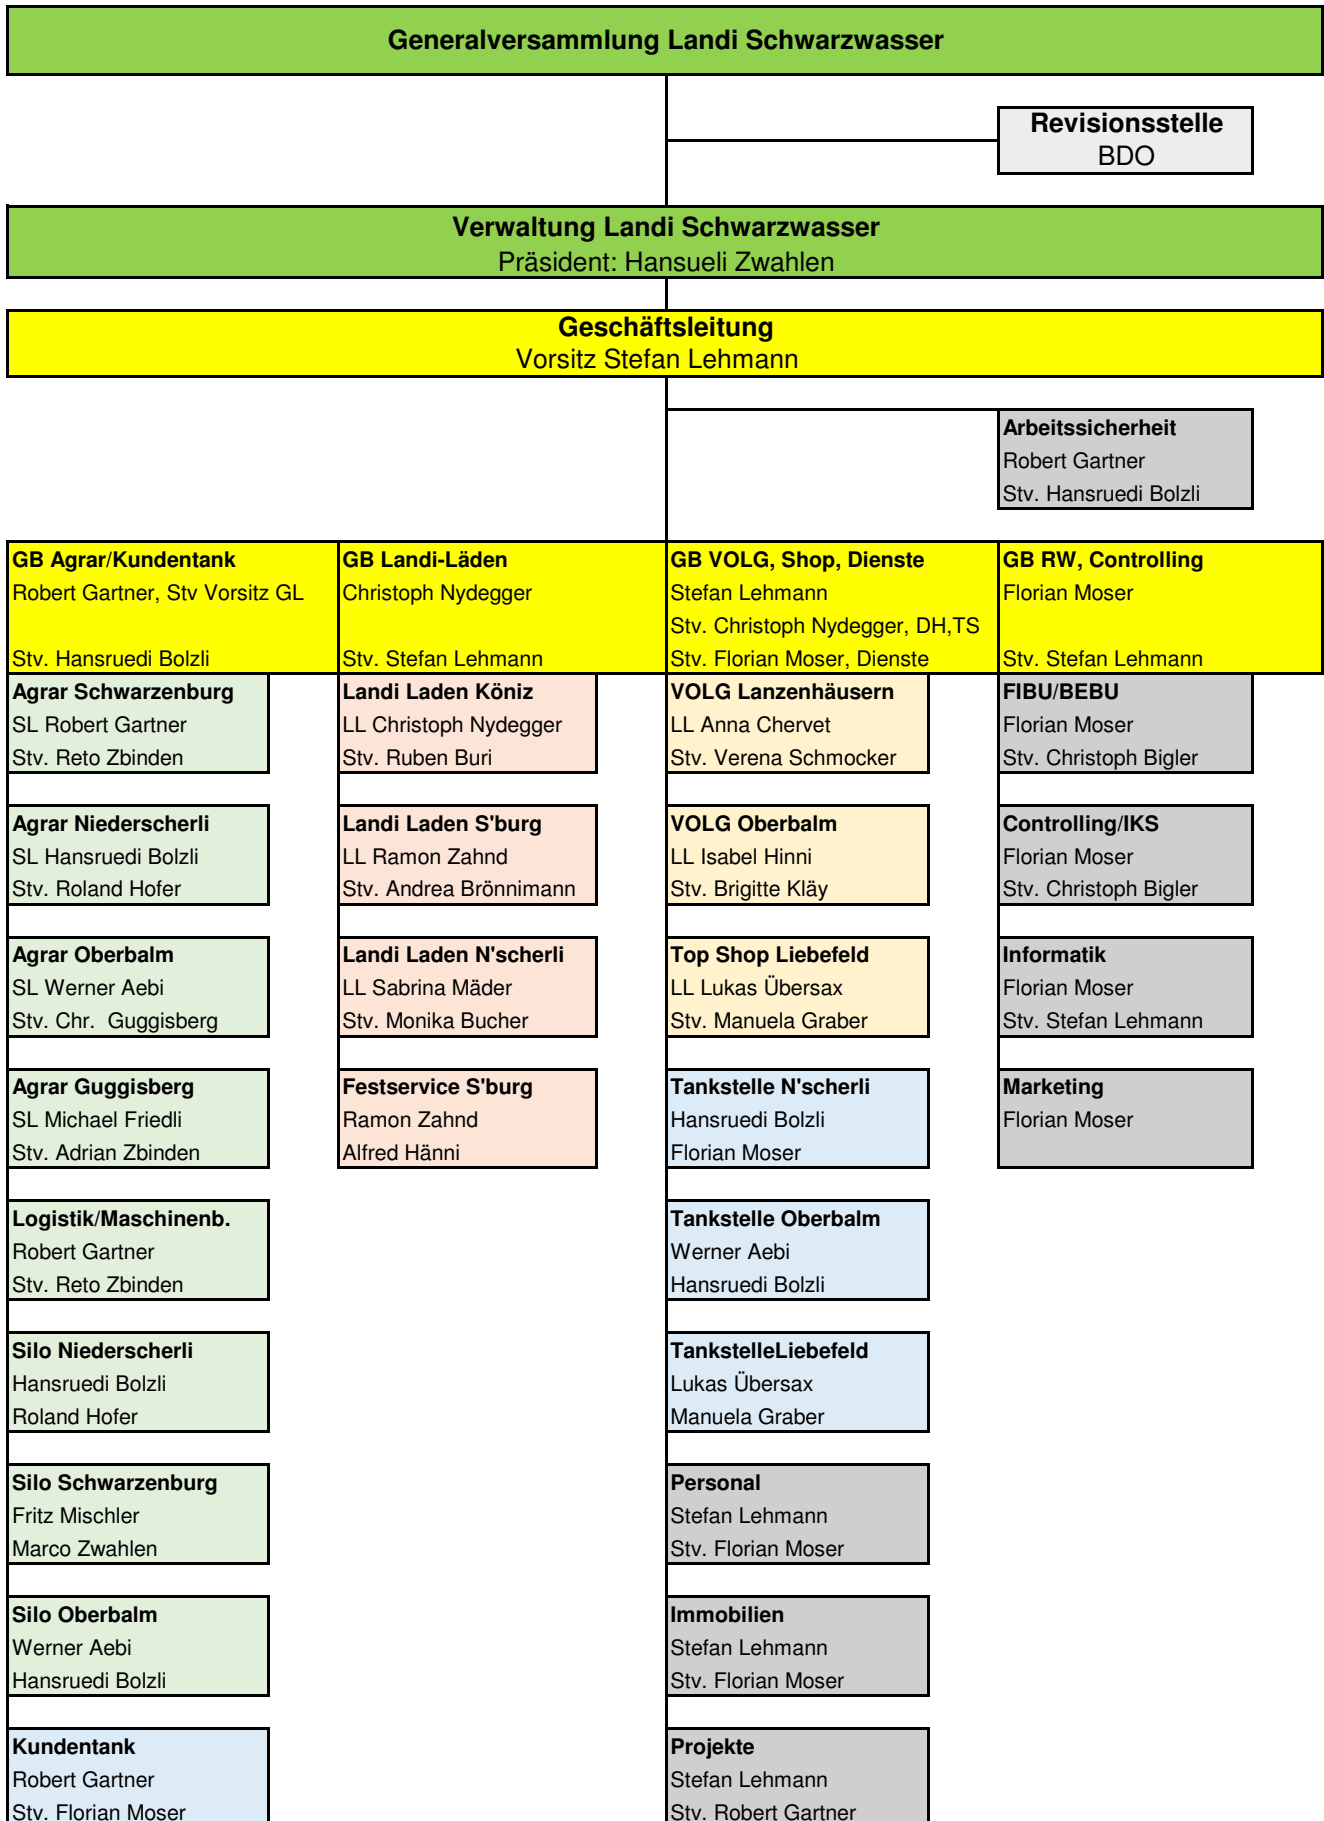 Generalversammlung Landi Schwarzwasser
Revisionsstelle
BDO
Verwaltung Landi Schwarzwasser
Präsident: Hansueli Zwahlen
Geschäftsleitung
Vorsitz Stefan Lehmann
Arbeitssicherheit
Robert Gartner
Stv. Hansruedi Bolzli
GB Agrar/Kundentank
Robert Gartner, Stv Vorsitz GL
Stv. Hansruedi Bolzli
Agrar Schwarzenburg
SL Robert Gartner
Stv. Reto Zbinden
Agrar Niederscherli
SL Hansruedi Bolzli
Stv. Roland Hofer
Agrar Oberbalm
SL Werner Aebi
Stv. Chr.  Guggisberg
Agrar Guggisberg
SL Michael Friedli
Stv. Adrian Zbinden
Logistik/Maschinenb.
Robert Gartner
Stv. Reto Zbinden
Silo Niederscherli
Hansruedi Bolzli
Roland Hofer
Silo Schwarzenburg
Fritz Mischler
Marco Zwahlen
Silo Oberbalm
Werner Aebi
Hansruedi Bolzli
Kundentank
Robert Gartner
Stv. Florian Moser
GB Landi-Läden
Christoph Nydegger
Stv. Stefan Lehmann
Landi Laden Köniz
LL Christoph Nydegger
Stv. Ruben Buri
Landi Laden S'burg
LL Ramon Zahnd
Stv. Andrea Brönnimann
Landi Laden N'scherli
LL Sabrina Mäder
Stv. Monika Bucher
Festservice S'burg
Ramon Zahnd
Alfred Hänni
GB VOLG, Shop, Dienste
Stefan Lehmann
Stv. Christoph Nydegger, DH,TS
Stv. Florian Moser, Dienste
VOLG Lanzenhäusern
LL Anna Chervet
Stv. Verena Schmocker
VOLG Oberbalm
LL Isabel Hinni
Stv. Brigitte Kläy
Top Shop Liebefeld
LL Lukas Übersax
Stv. Manuela Graber
Tankstelle N'scherli
Hansruedi Bolzli
Florian Moser
Tankstelle Oberbalm
Werner Aebi
Hansruedi Bolzli
TankstelleLiebefeld
Lukas Übersax
Manuela Graber
Personal
Stefan Lehmann
Stv. Florian Moser
Immobilien
Stefan Lehmann
Stv. Florian Moser
Projekte
Stefan Lehmann
Stv. Robert Gartner
GB RW, Controlling
Florian Moser
Stv. Stefan Lehmann
FIBU/BEBU
Florian Moser
Stv. Christoph Bigler
Controlling/IKS
Florian Moser
Stv. Christoph Bigler
Informatik
Florian Moser
Stv. Stefan Lehmann
Marketing
Florian Moser